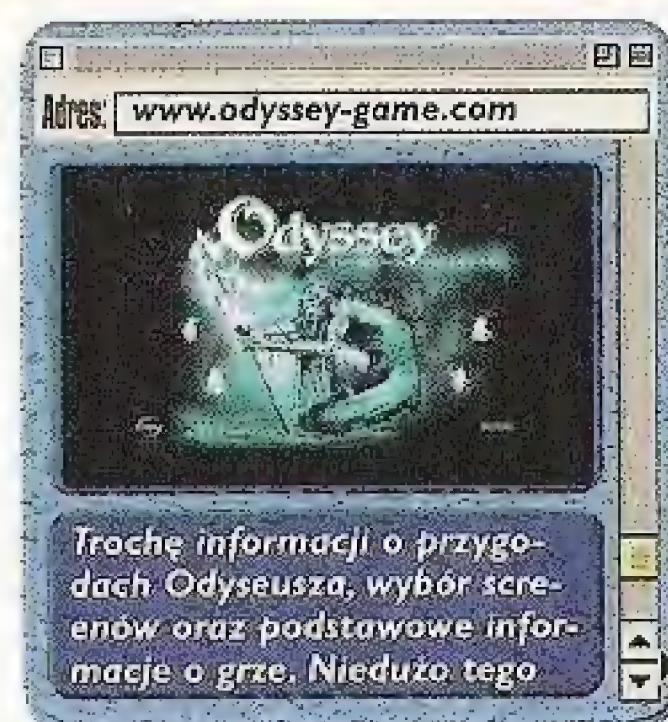 Adres: www.odyssey-game.com
Odyssey
Trochę informacji o przygo-
dach Odyseusza, wybór scre-
enów oraz podstawowe infor-
macje o grze. Niedużo tego